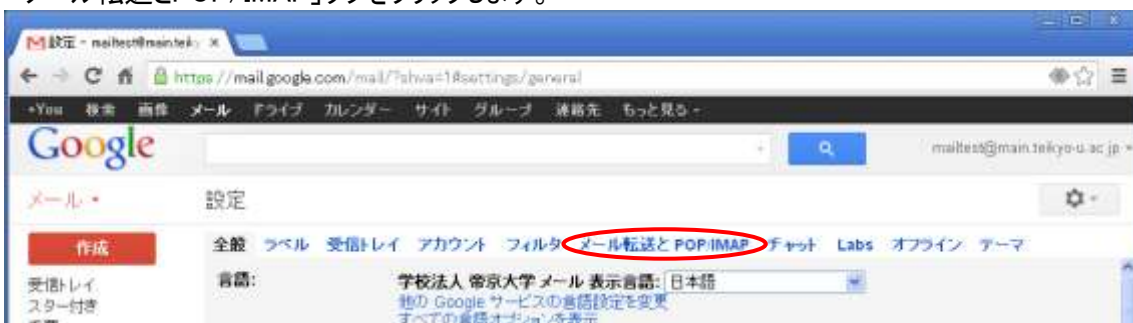 メール転送と POP/IMAP」タブをクリックします。
設定 - mailtest@main.teiky
https://mail.google.com/mail/?shva=1#settings/general
+You 検索 画像 メール ドライブ カレンダー サイト グループ 連絡先 もっと見る
Google
mailtest@main.teikyo-u.ac.jp
メール
設定
作成
全般 ラベル 受信トレイ アカウント フィルタ メール転送と POP/IMAP チャット Labs オフライン テーマ
受信トレイ
言語:
学校法人 帝京大学 メール 表示言語: 日本語
スター付き
他の Google サービスの言語設定を変更
すべての言語オプションを表示